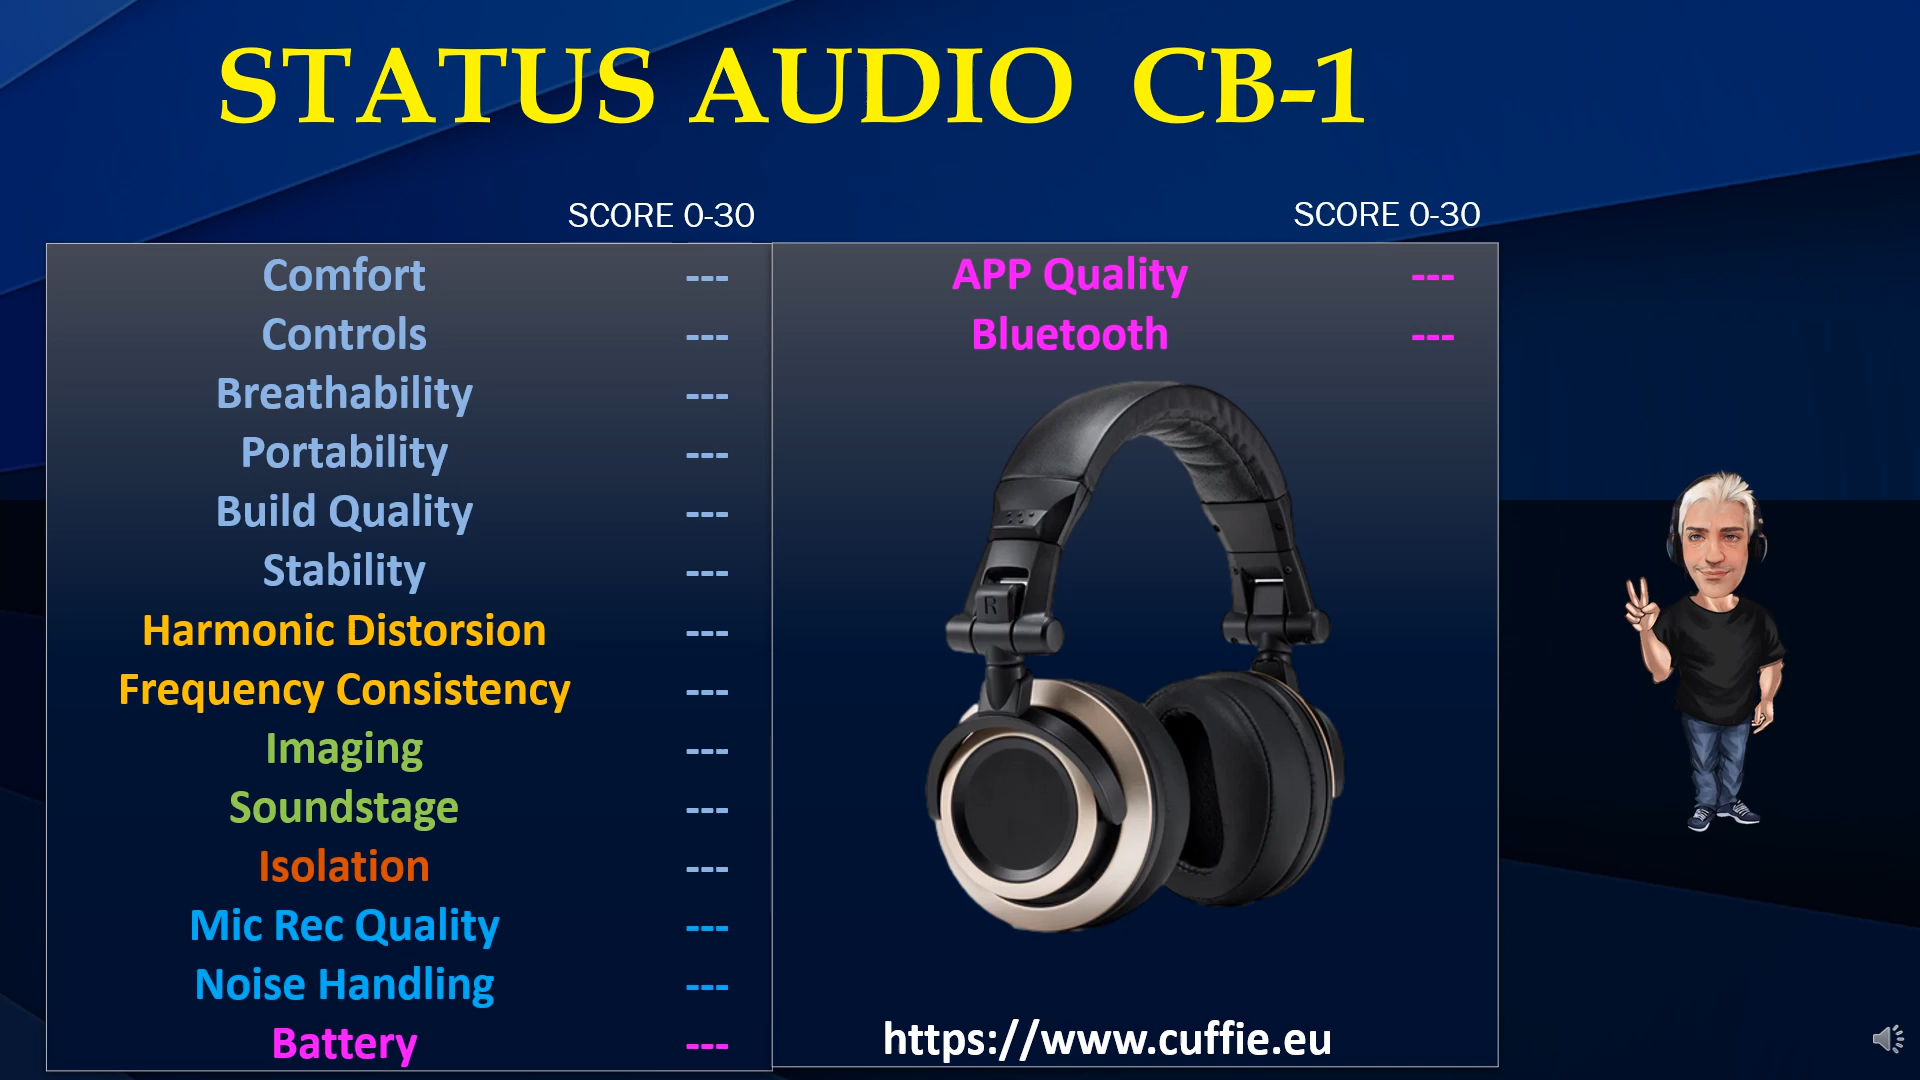 STATUS AUDIO CB-1
SCORE 0-30
SCORE 0-30
Comfort ---
Controls ---
Breathability ---
Portability ---
Build Quality ---
Stability ---
Harmonic Distorsion ---
Frequency Consistency ---
Imaging ---
Soundstage ---
Isolation ---
Mic Rec Quality ---
Noise Handling ---
Battery ---
APP Quality ---
Bluetooth ---
R
https://www.cuffie.eu